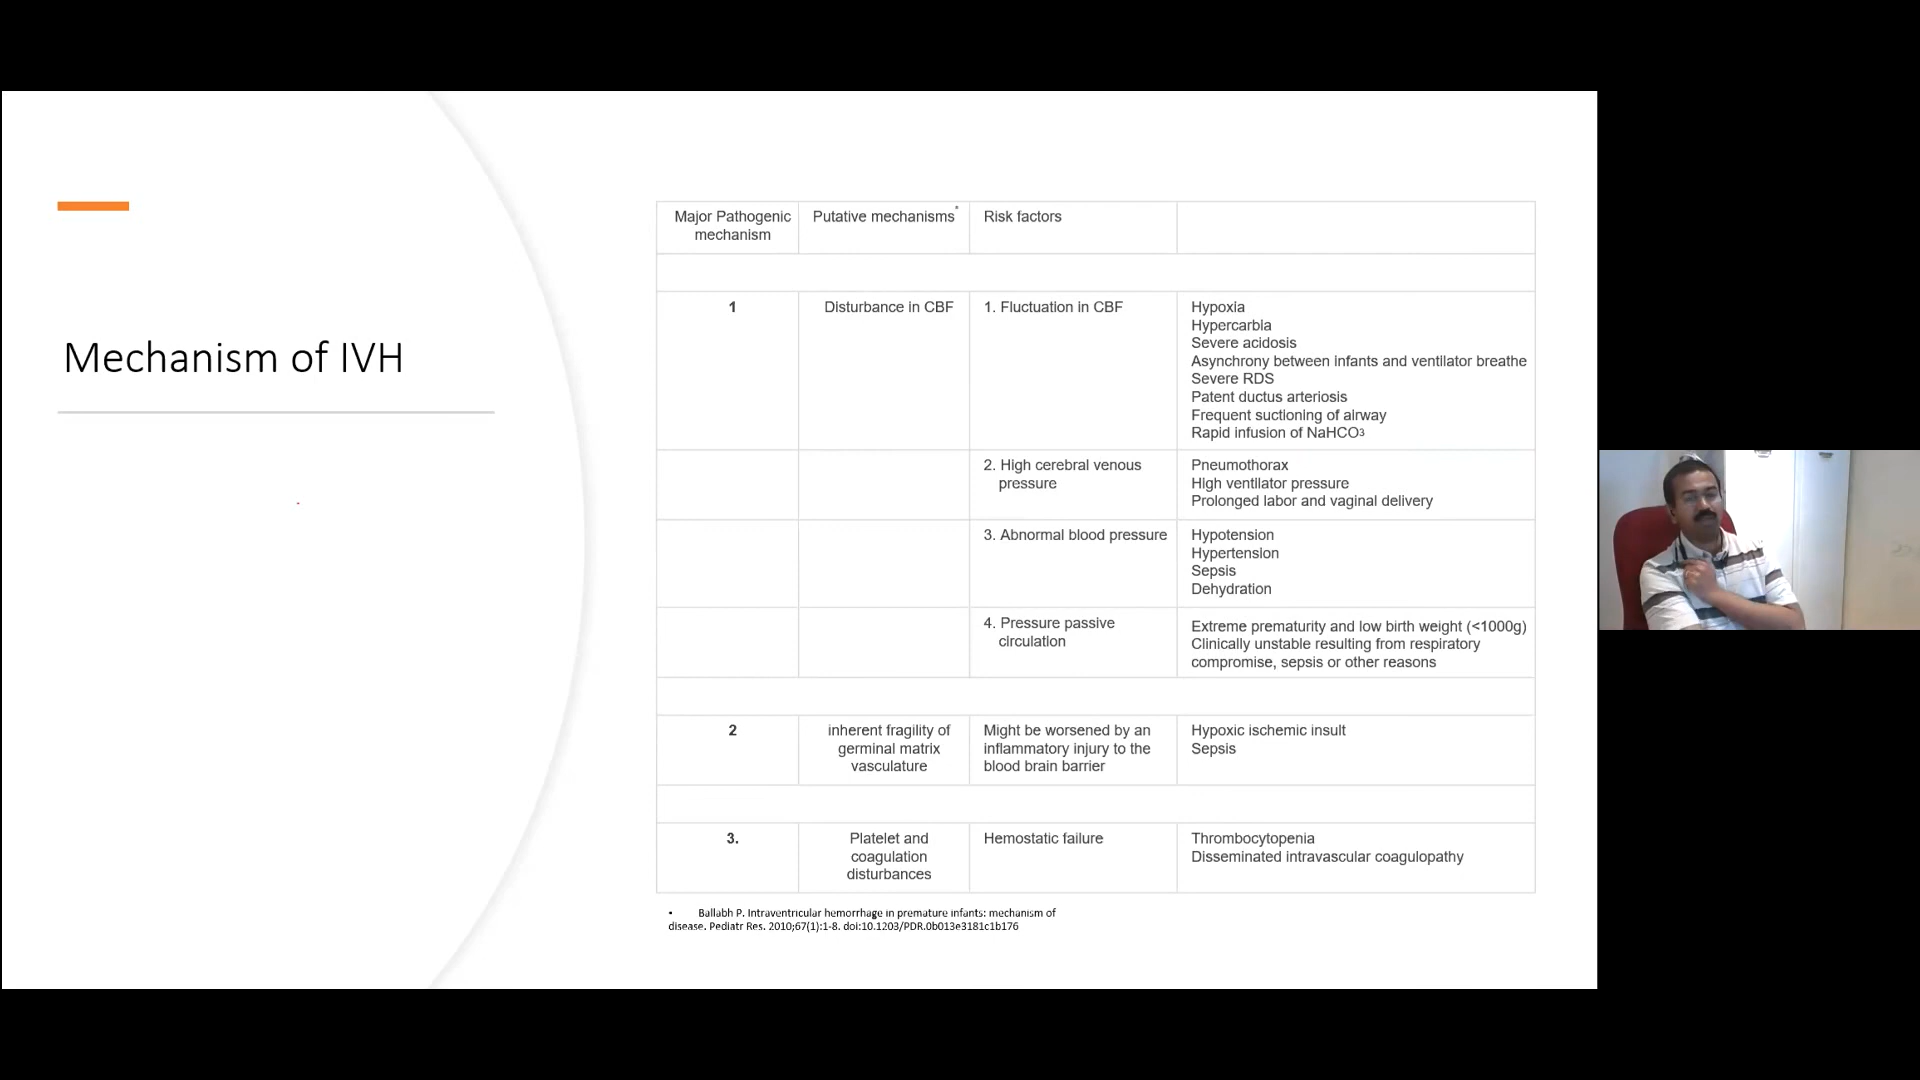 Mechanism of IVH
Major Pathogenic
mechanism
Putative mechanisms*
Risk factors
1
Disturbance in CBF
1. Fluctuation in CBF
Hypoxia
Hypercarbia
Severe acidosis
Asynchrony between infants and ventilator breathe
Severe RDS
Patent ductus arteriosis
Frequent suctioning of airway
Rapid infusion of NaHCO3
2. High cerebral venous
pressure
Pneumothorax
High ventilator pressure
Prolonged labor and vaginal delivery
3. Abnormal blood pressure
Hypotension
Hypertension
Sepsis
Dehydration
4. Pressure passive
circulation
Extreme prematurity and low birth weight (<1000g)
Clinically unstable resulting from respiratory
compromise, sepsis or other reasons
2
inherent fragility of
germinal matrix
vasculature
Might be worsened by an
inflammatory injury to the
blood brain barrier
Hypoxic ischemic insult
Sepsis
3.
Platelet and
coagulation
disturbances
Hemostatic failure
Thrombocytopenia
Disseminated intravascular coagulopathy
• Ballabh P. Intraventricular hemorrhage in premature infants: mechanism of
disease. Pediatr Res. 2010;67(1):1-8. doi:10.1203/PDR.0b013e3181c1b176